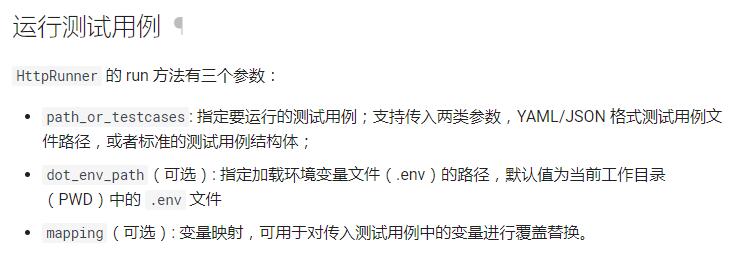 运行测试用例 ¶
HttpRunner 的 run 方法有三个参数：
• path_or_testcases: 指定要运行的测试用例；支持传入两类参数，YAML/JSON 格式测试用例文
件路径，或者标准的测试用例结构体；
• dot_env_path（可选）: 指定加载环境变量文件（.env）的路径，默认值为当前工作目录
（PWD）中的 .env 文件
• mapping（可选）: 变量映射，可用于对传入测试用例中的变量进行覆盖替换。